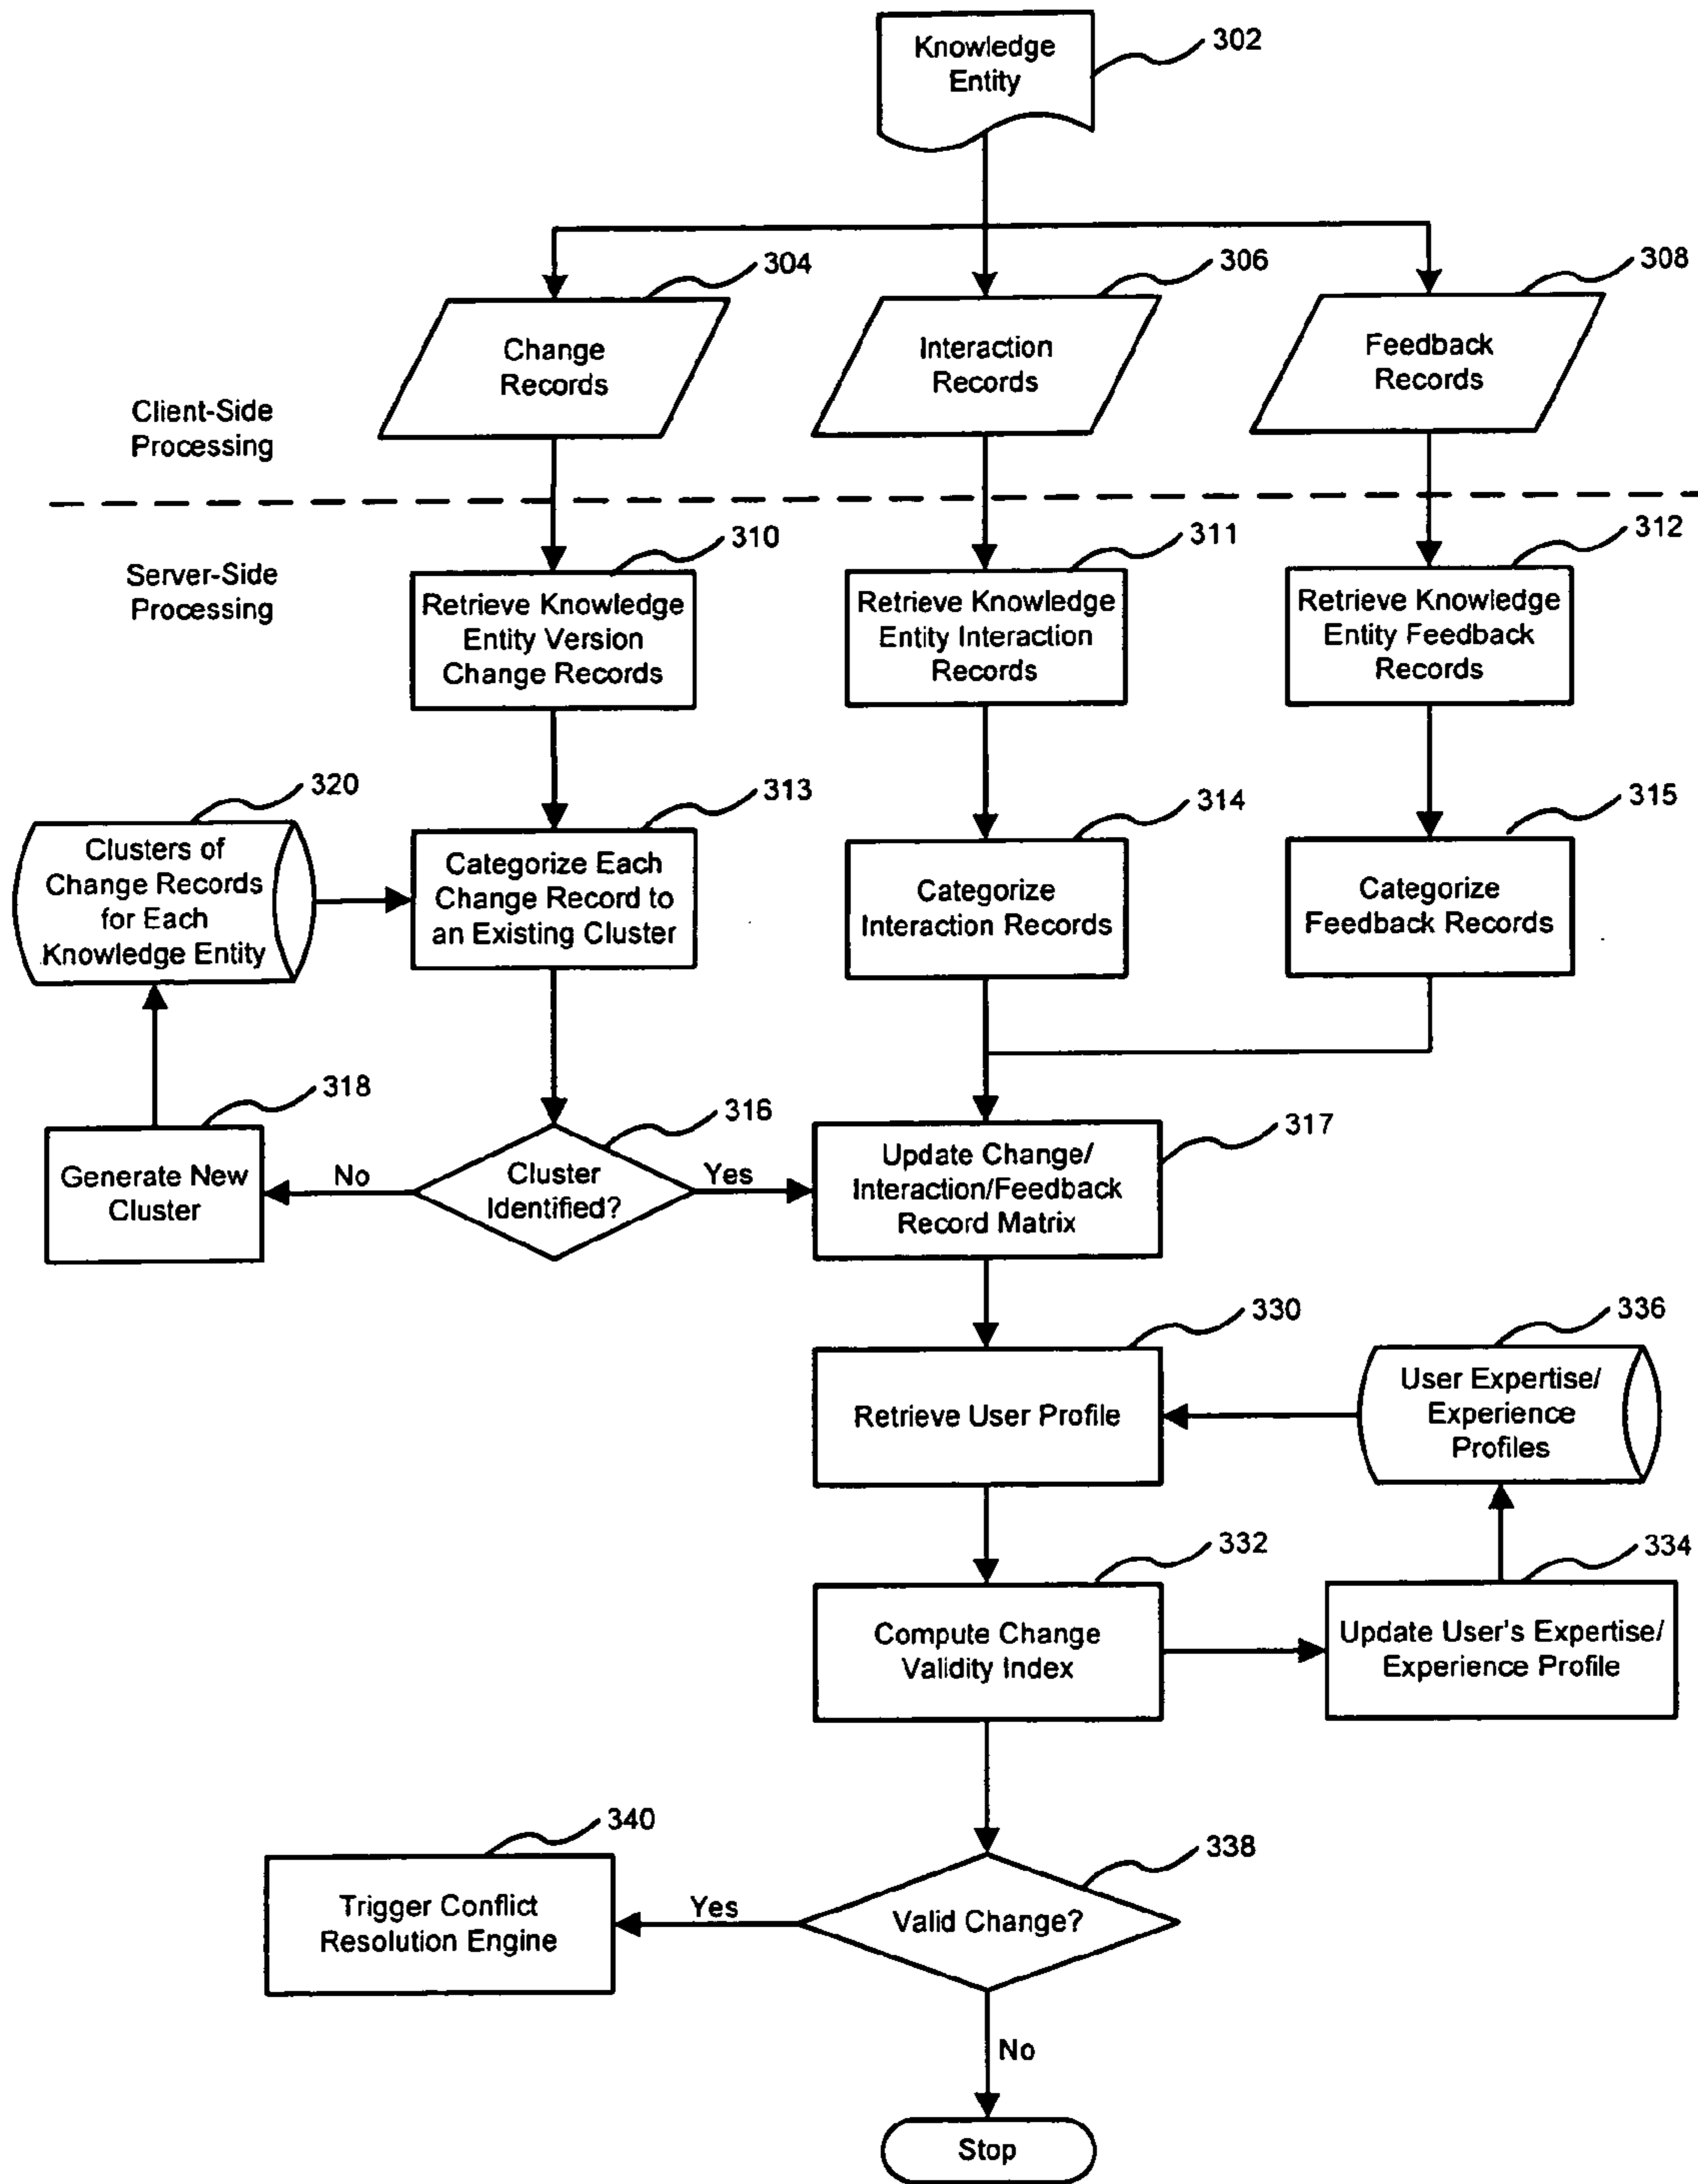 Knowledge
Entity
302
304
306
308
Change
Records
Interaction
Records
Feedback
Records
Client-Side
Processing
Server-Side
Processing
310
311
312
Retrieve Knowledge
Entity Version
Change Records
Retrieve Knowledge
Entity Interaction
Records
Retrieve Knowledge
Entity Feedback
Records
320
313
314
315
Clusters of
Change Records
for Each
Knowledge Entity
Categorize Each
Change Record to
an Existing Cluster
Categorize
Interaction Records
Categorize
Feedback Records
318
316
317
Generate New
Cluster
No
Cluster
Identified?
Yes
Update Change/
Interaction/Feedback
Record Matrix
330
336
Retrieve User Profile
User Expertise/
Experience
Profiles
332
334
Compute Change
Validity Index
Update User's Expertise/
Experience Profile
340
338
Trigger Conflict
Resolution Engine
Yes
Valid Change?
No
Stop